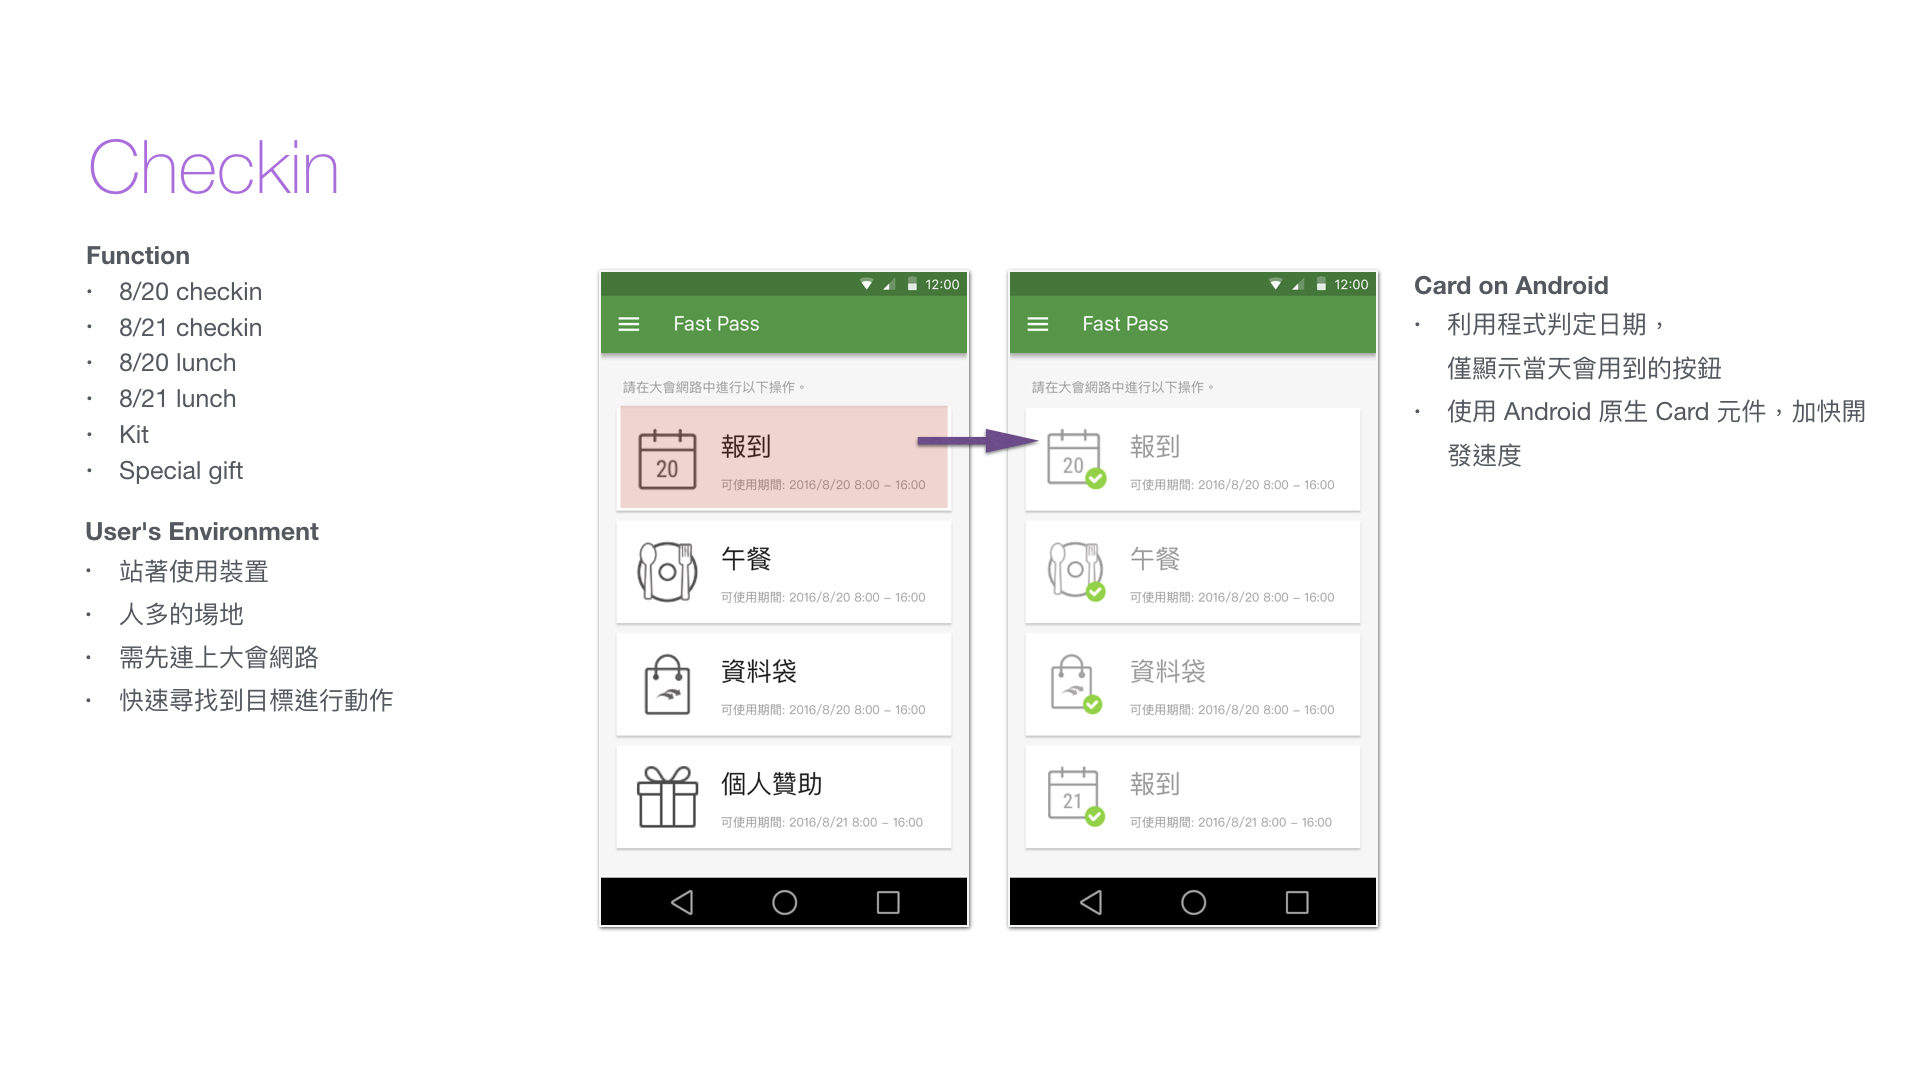 Checkin
Function
· 8/20 checkin
· 8/21 checkin
· 8/20 lunch
· 8/21 lunch
· Kit
· Special gift
User's Environment
· 站著使用裝置
· 人多的場地
· 需先連上大會網路
· 快速尋找到目標進行動作
12:00
Fast Pass
請在大會網路中進行以下操作。
20
報到
可使用期間: 2016/8/20 8:00 – 16:00
午餐
可使用期間: 2016/8/20 8:00 – 16:00
資料袋
可使用期間: 2016/8/20 8:00 – 16:00
個人贊助
可使用期間: 2016/8/21 8:00 – 16:00
12:00
Fast Pass
請在大會網路中進行以下操作。
20
報到
可使用期間: 2016/8/20 8:00 – 16:00
午餐
可使用期間: 2016/8/20 8:00 – 16:00
資料袋
可使用期間: 2016/8/20 8:00 – 16:00
21
報到
可使用期間: 2016/8/21 8:00 – 16:00
Card on Android
· 利用程式判定日期，
僅顯示當天會用到的按鈕
· 使用 Android 原生 Card 元件，加快開
發速度